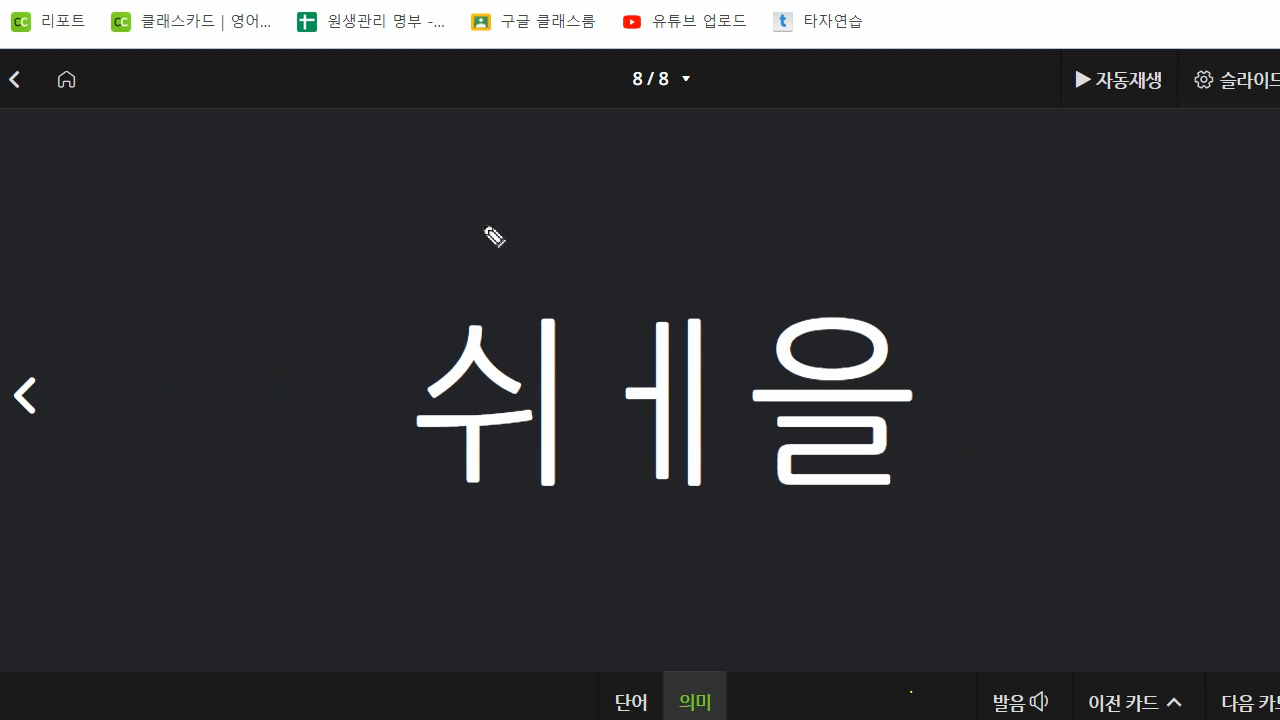 리포트 클래스카드 | 영어... 원생관리 명부 -... 구글 클래스룸 유튜브 업로드 타자연습
8 / 8 자동재생 슬라이드
쉬 ㅔ 을
단어 의미 발음 이전 카드 다음